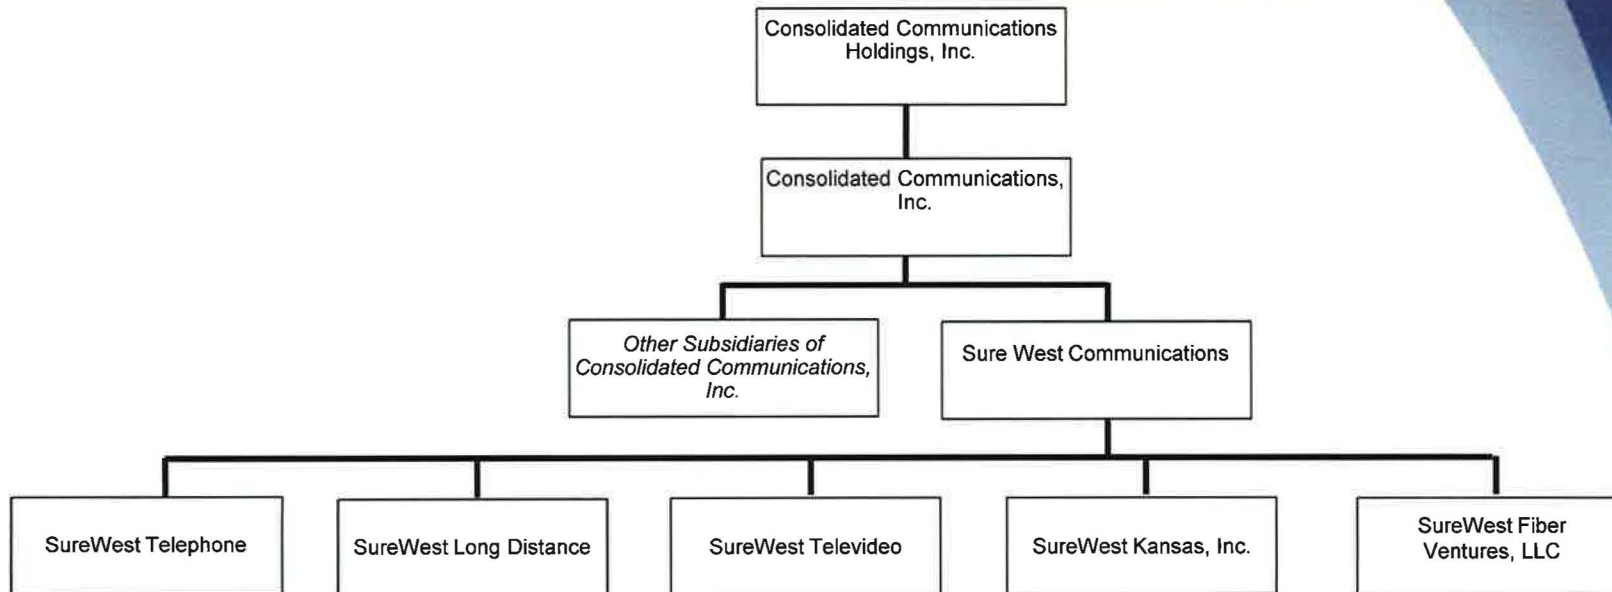 Consolidated Communications
Holdings, Inc.
Consolidated Communications,
Inc.
Other Subsidiaries of
Consolidated Communications,
Inc.
Sure West Communications
SureWest Telephone
SureWest Long Distance
SureWest Televideo
SureWest Kansas, Inc.
SureWest Fiber
Ventures, LLC